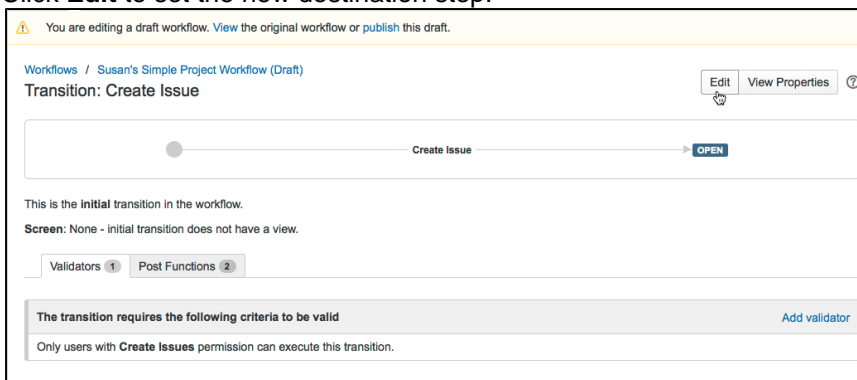 Click Edit to set the new destination step.
You are editing a draft workflow. View the original workflow or publish this draft.
Workflows / Susan's Simple Project Workflow (Draft)
Transition: Create Issue
Edit View Properties ?
Create Issue OPEN
This is the initial transition in the workflow.
Screen: None - initial transition does not have a view.
Validators 1 Post Functions 2
The transition requires the following criteria to be valid Add validator
Only users with Create Issues permission can execute this transition.